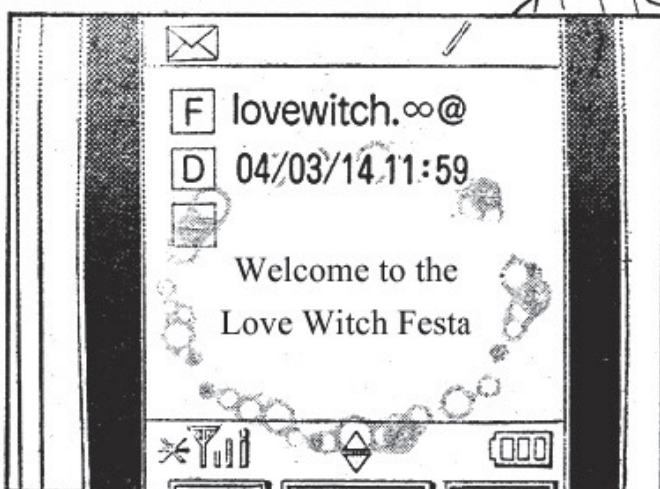 F lovewitch.∞@
D 04/03/14 11:59
Welcome to the
Love Witch Festa